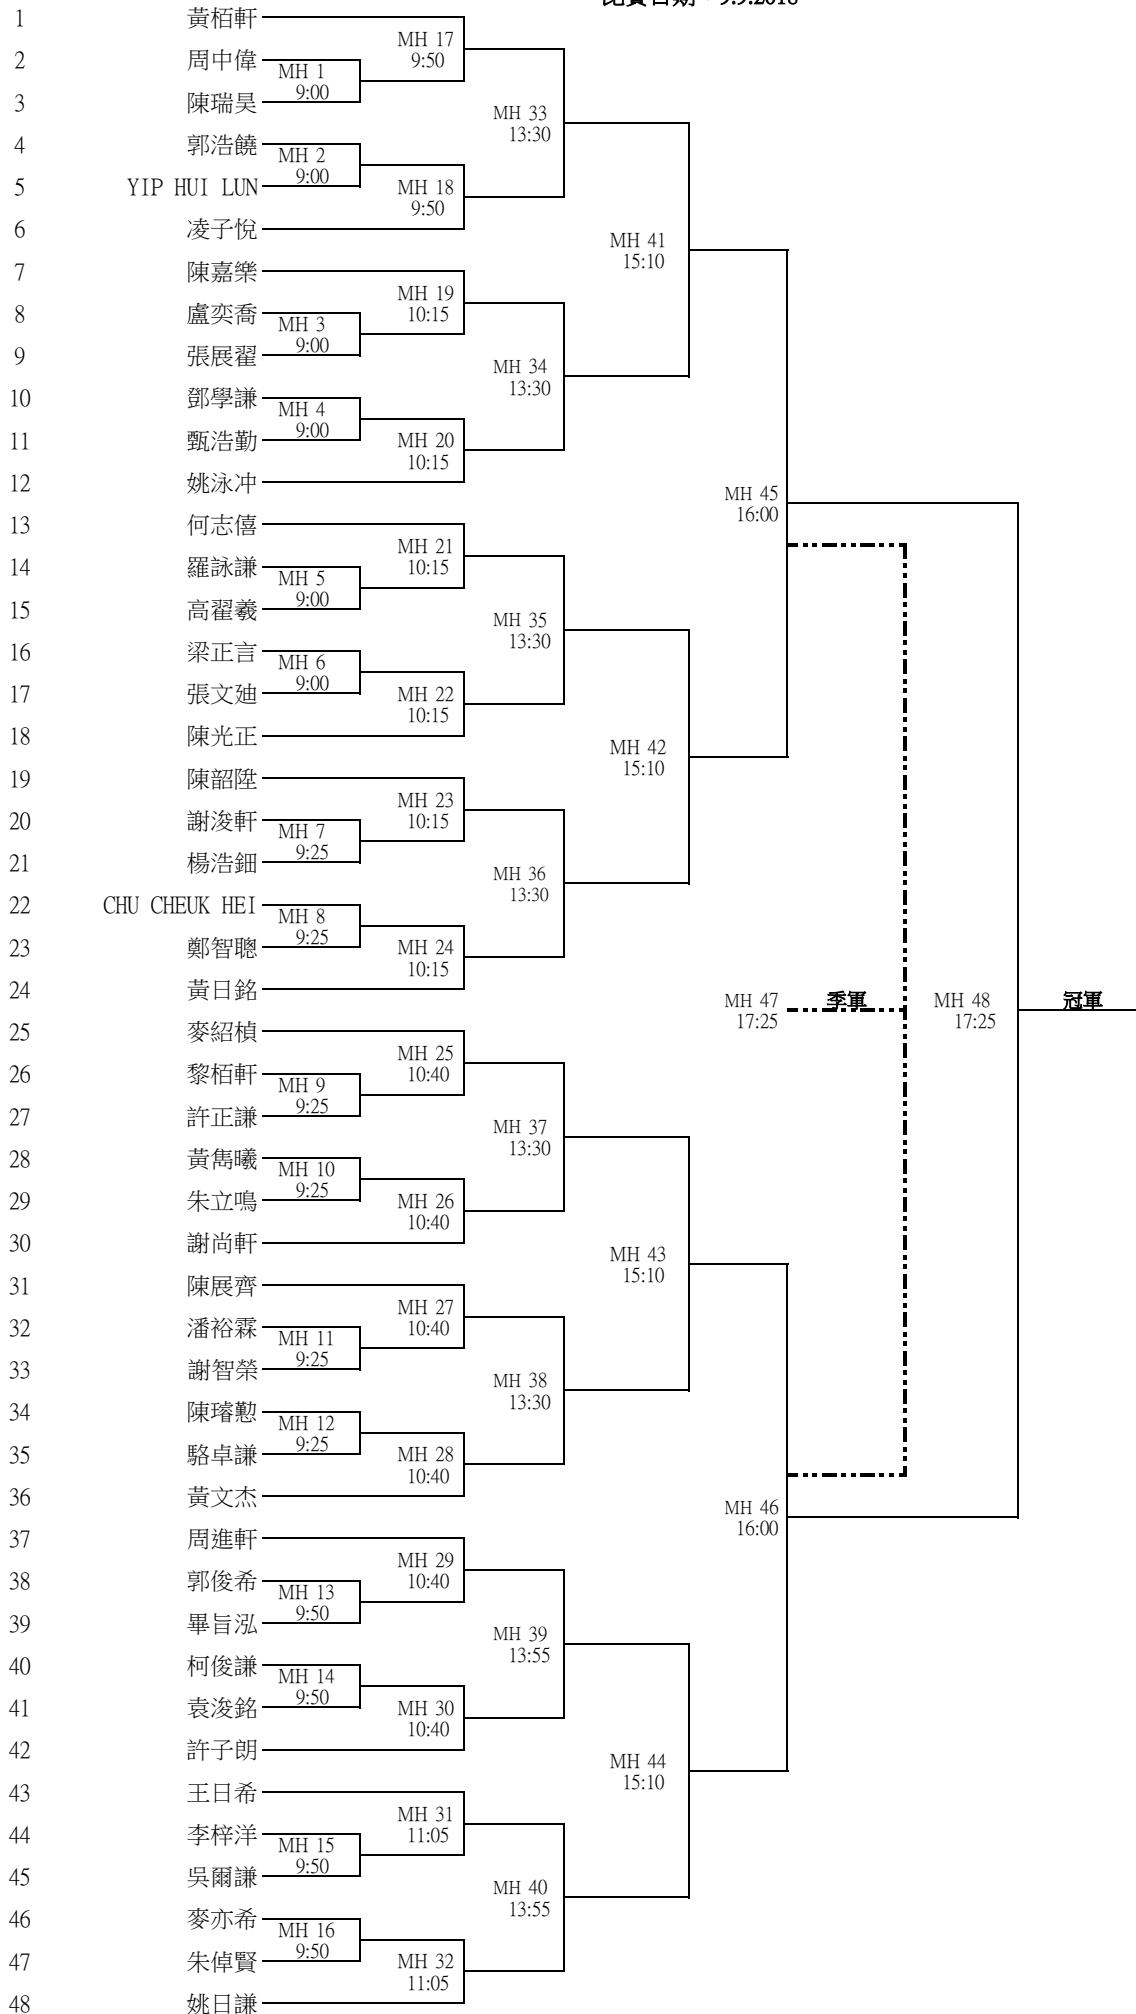 1 黃栢軒
MH 17
9:50
2 周中偉
MH 1
9:00
3 陳瑞昊
MH 33
13:30
4 郭浩饒
MH 2
9:00
5 YIP HUI LUN
MH 18
9:50
6 凌子悅
MH 41
15:10
7 陳嘉樂
MH 19
10:15
8 盧奕喬
MH 3
9:00
9 張展翟
MH 34
13:30
10 鄧學謙
MH 4
9:00
11 甄浩勤
MH 20
10:15
12 姚泳冲
MH 45
16:00
13 何志僖
MH 21
10:15
14 羅詠謙
MH 5
9:00
15 高翟羲
MH 35
13:30
16 梁正言
MH 6
9:00
17 張文廸
MH 22
10:15
18 陳光正
MH 42
15:10
19 陳韶陞
MH 23
10:15
20 謝浚軒
MH 7
9:25
21 楊浩鈿
MH 36
13:30
22 CHU CHEUK HEI
MH 8
9:25
23 鄭智聰
MH 24
10:15
24 黃日銘
MH 47
17:25
季軍
MH 48
17:25
冠軍
25 麥紹楨
MH 25
10:40
26 黎栢軒
MH 9
9:25
27 許正謙
MH 37
13:30
28 黃雋曦
MH 10
9:25
29 朱立鳴
MH 26
10:40
30 謝尚軒
MH 43
15:10
31 陳展齊
MH 27
10:40
32 潘裕霖
MH 11
9:25
33 謝智榮
MH 38
13:30
34 陳璿懃
MH 12
9:25
35 駱卓謙
MH 28
10:40
36 黃文杰
MH 46
16:00
37 周進軒
MH 29
10:40
38 郭俊希
MH 13
9:50
39 畢旨泓
MH 39
13:55
40 柯俊謙
MH 14
9:50
41 袁浚銘
MH 30
10:40
42 許子朗
MH 44
15:10
43 王日希
MH 31
11:05
44 李梓洋
MH 15
9:50
45 吳爾謙
MH 40
13:55
46 麥亦希
MH 16
9:50
47 朱倬賢
MH 32
11:05
48 姚日謙